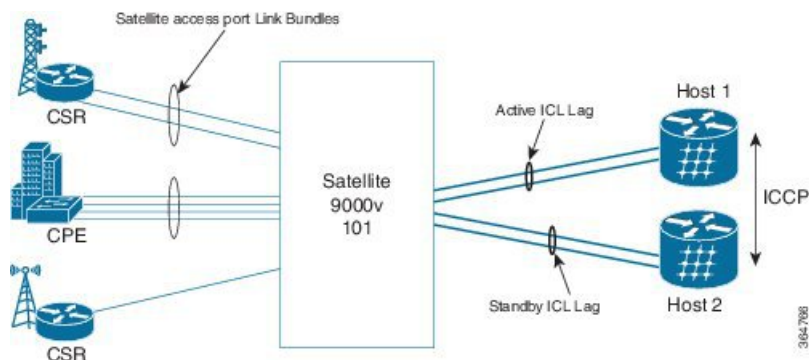 Satellite access port Link Bundles
CSR
CPE
CSR
Satellite
9000v
101
Active ICL Lag
Standby ICL Lag
Host 1
ICCP
Host 2
364766